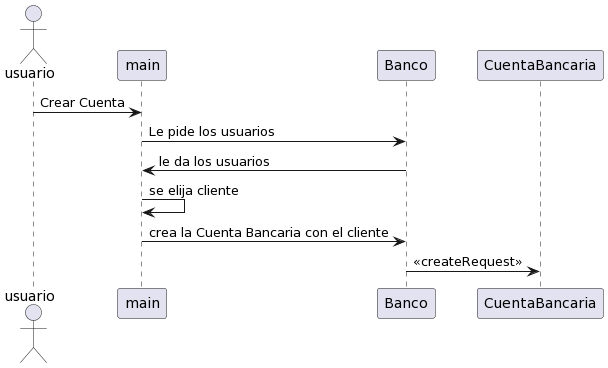 usuario
main
Banco
CuentaBancaria
Crear Cuenta
Le pide los usuarios
le da los usuarios
se elija cliente
crea la Cuenta Bancaria con el cliente
«createRequest»
usuario
main
Banco
CuentaBancaria